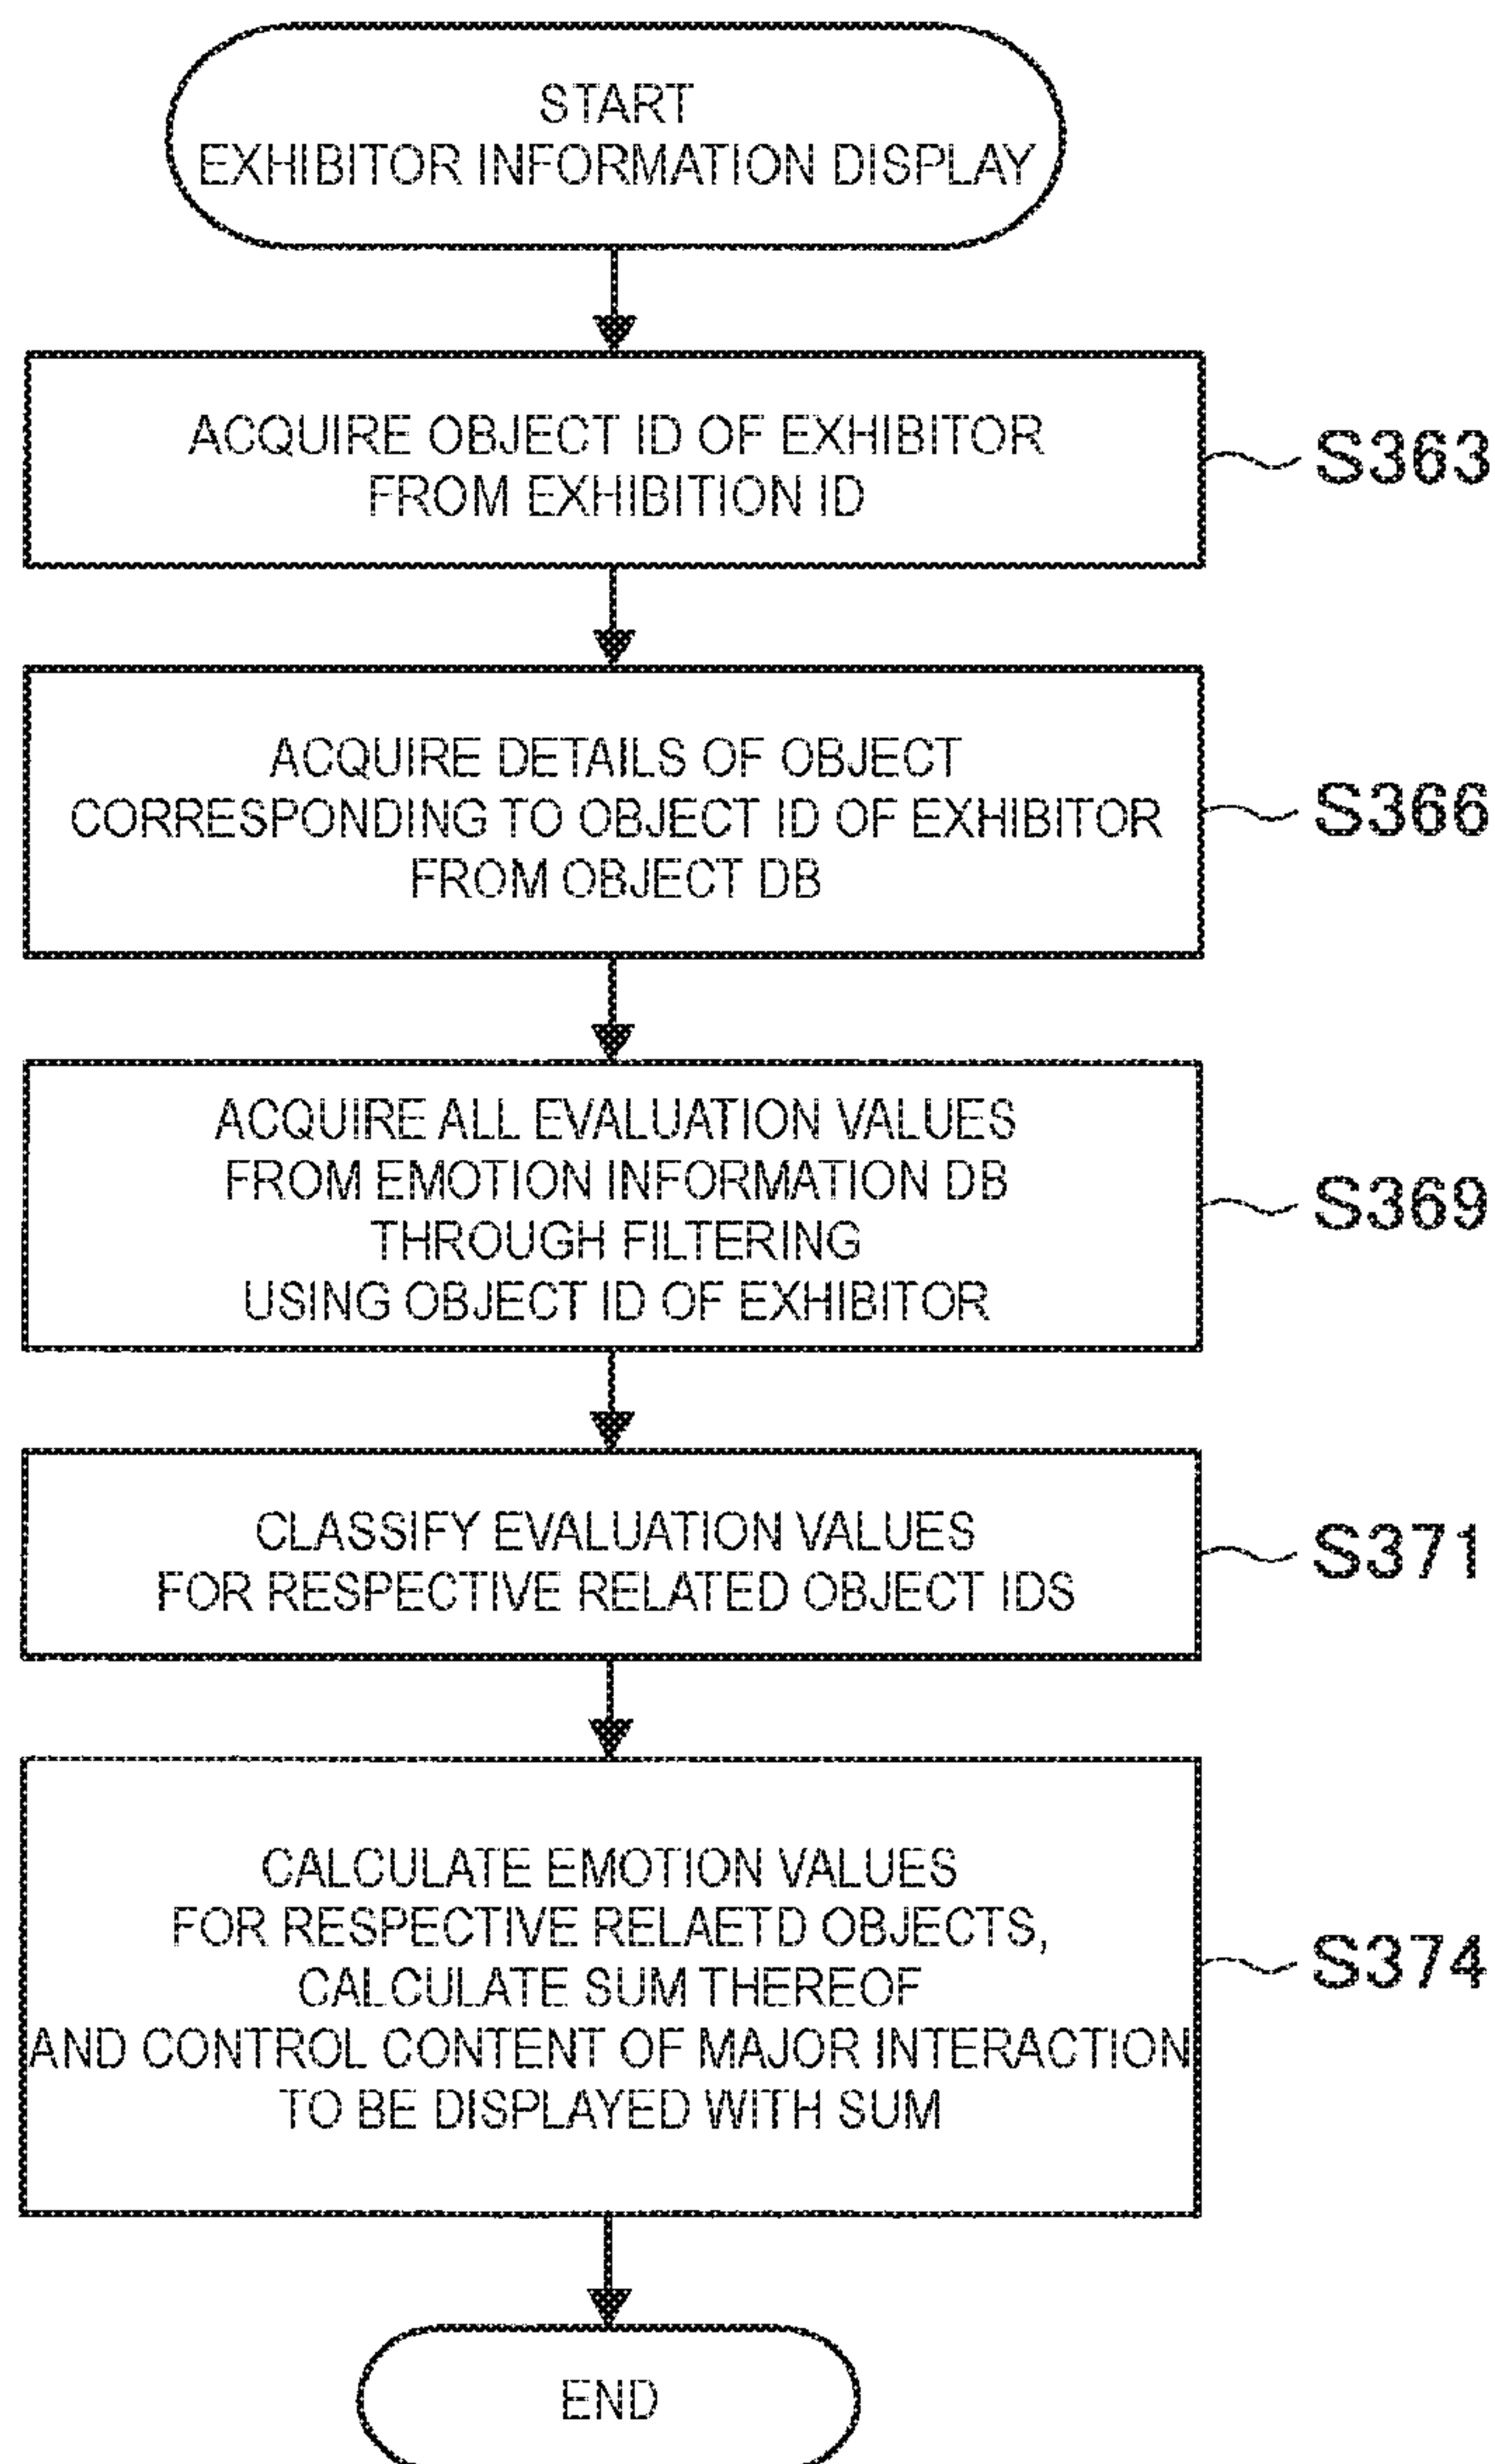 START
EXHIBITOR INFORMATION DISPLAY
ACQUIRE OBJECT ID OF EXHIBITOR
FROM EXHIBITION ID
S363
ACQUIRE DETAILS OF OBJECT
CORRESPONDING TO OBJECT ID OF EXHIBITOR
FROM OBJECT DB
S366
ACQUIRE ALL EVALUATION VALUES
FROM EMOTION INFORMATION DB
THROUGH FILTERING
USING OBJECT ID OF EXHIBITOR
S369
CLASSIFY EVALUATION VALUES
FOR RESPECTIVE RELATED OBJECT IDS
S371
CALCULATE EMOTION VALUES
FOR RESPECTIVE RELAETD OBJECTS,
CALCULATE SUM THEREOF
AND CONTROL CONTENT OF MAJOR INTERACTION
TO BE DISPLAYED WITH SUM
S374
END